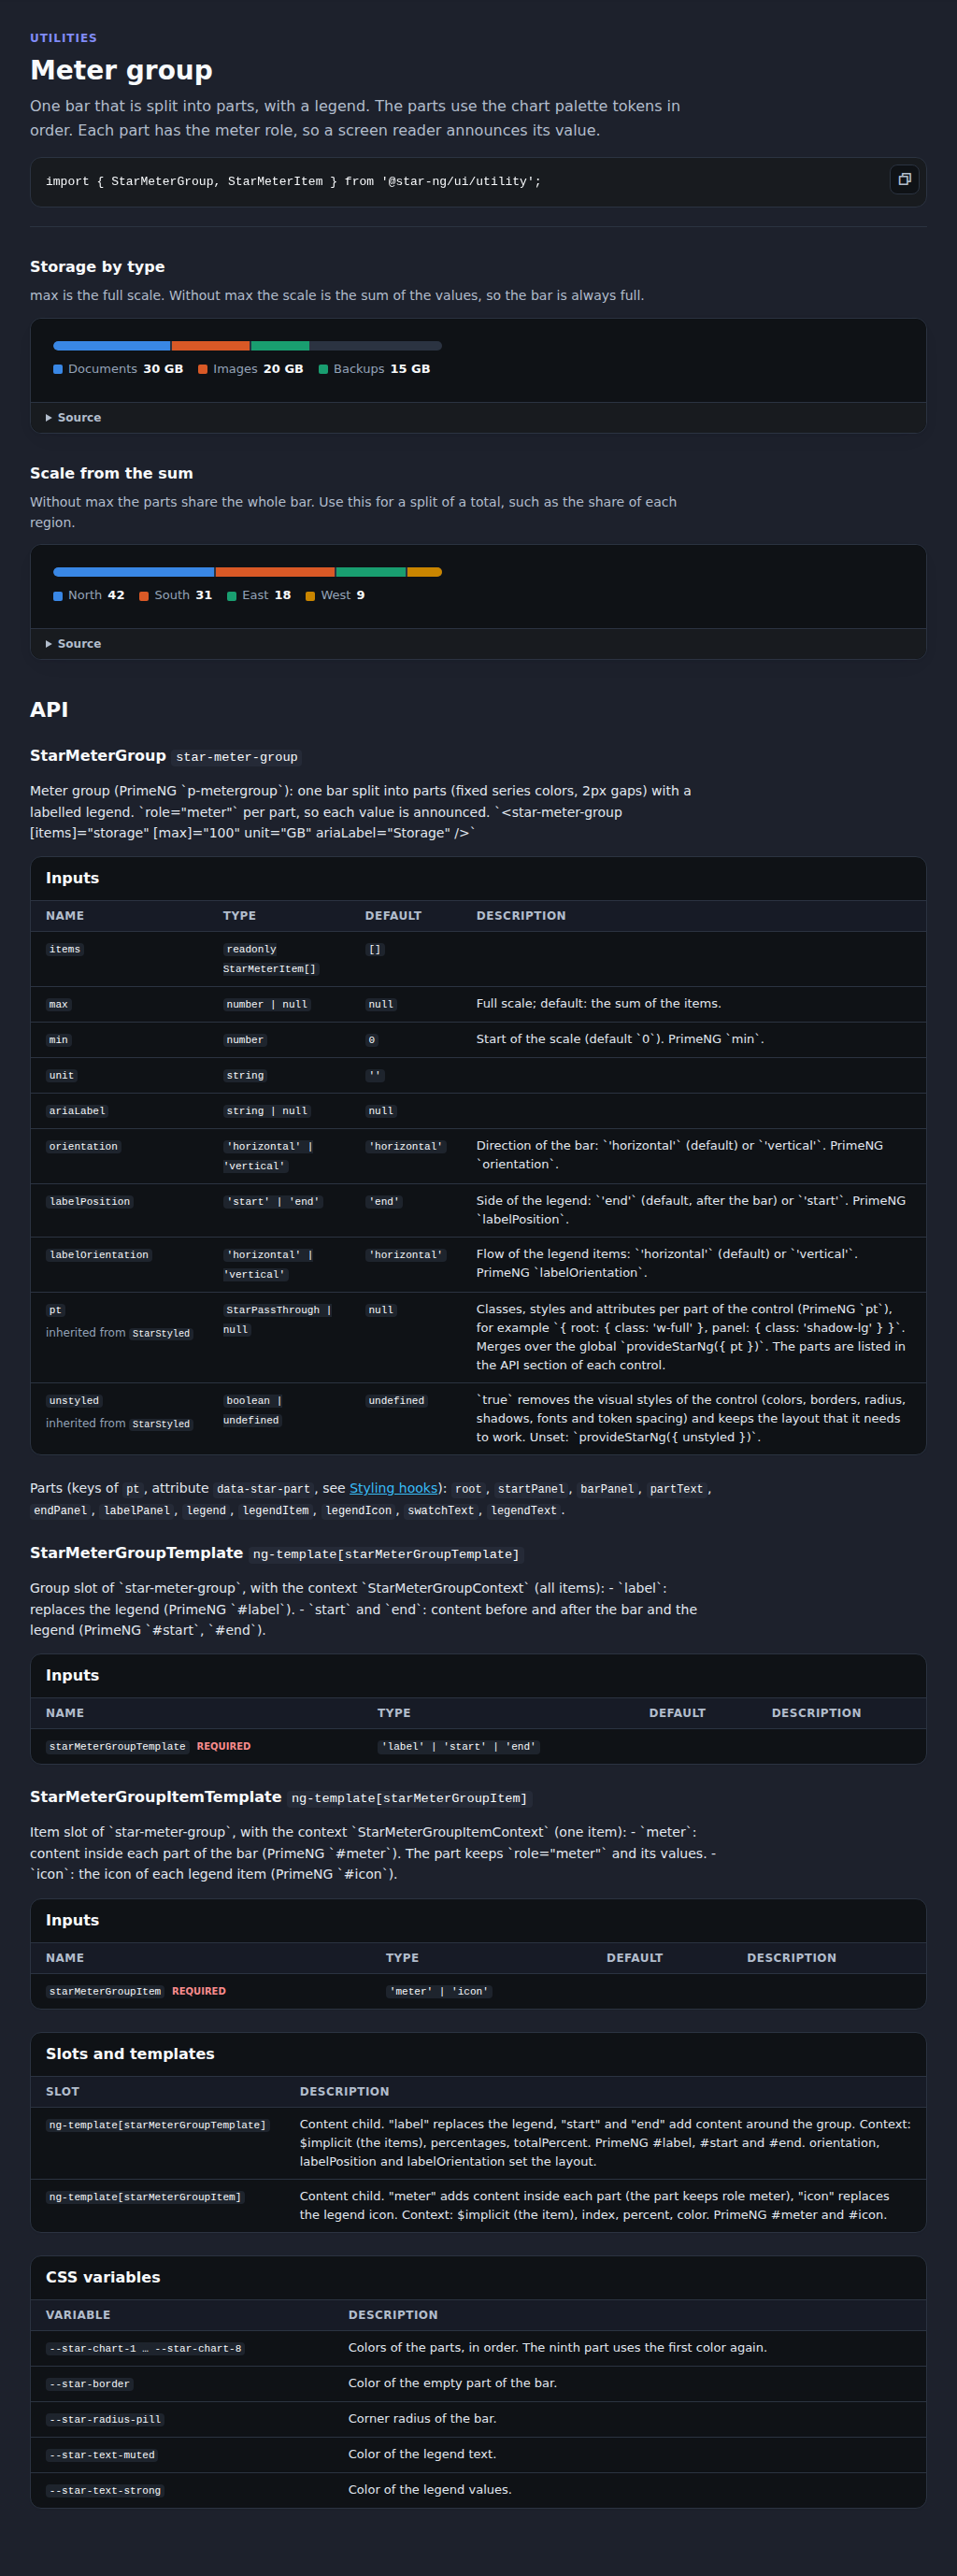 UTILITIES
Meter group
One bar that is split into parts, with a legend. The parts use the chart palette tokens in
order. Each part has the meter role, so a screen reader announces its value.
import { StarMeterGroup, StarMeterItem } from '@star-ng/ui/utility';
Storage by type
max is the full scale. Without max the scale is the sum of the values, so the bar is always full.
Documents 30 GB Images 20 GB Backups 15 GB
Source
Scale from the sum
Without max the parts share the whole bar. Use this for a split of a total, such as the share of each
region.
North 42 South 31 East 18 West 9
Source
API
StarMeterGroup star-meter-group
Meter group (PrimeNG `p-metergroup`): one bar split into parts (fixed series colors, 2px gaps) with a
labelled legend. `role="meter"` per part, so each value is announced. `<star-meter-group
[items]="storage" [max]="100" unit="GB" ariaLabel="Storage" />`
Inputs
NAME TYPE DEFAULT DESCRIPTION
items readonly []
StarMeterItem[]
max number | null null Full scale; default: the sum of the items.
min number 0 Start of the scale (default `0`). PrimeNG `min`.
unit string ''
ariaLabel string | null null
orientation 'horizontal' | 'horizontal' Direction of the bar: `'horizontal'` (default) or `'vertical'`. PrimeNG
'vertical' `orientation`.
labelPosition 'start' | 'end' 'end' Side of the legend: `'end'` (default, after the bar) or `'start'`. PrimeNG
`labelPosition`.
labelOrientation 'horizontal' | 'horizontal' Flow of the legend items: `'horizontal'` (default) or `'vertical'`.
'vertical' PrimeNG `labelOrientation`.
pt StarPassThrough | null Classes, styles and attributes per part of the control (PrimeNG `pt`),
inherited from StarStyled null for example `{ root: { class: 'w-full' }, panel: { class: 'shadow-lg' } }`.
Merges over the global `provideStarNg({ pt })`. The parts are listed in
the API section of each control.
unstyled boolean | undefined `true` removes the visual styles of the control (colors, borders, radius,
inherited from StarStyled undefined shadows, fonts and token spacing) and keeps the layout that it needs
to work. Unset: `provideStarNg({ unstyled })`.
Parts (keys of pt, attribute data-star-part, see Styling hooks): root, startPanel, barPanel, partText,
endPanel, labelPanel, legend, legendItem, legendIcon, swatchText, legendText.
StarMeterGroupTemplate ng-template[starMeterGroupTemplate]
Group slot of `star-meter-group`, with the context `StarMeterGroupContext` (all items): - `label`:
replaces the legend (PrimeNG `#label`). - `start` and `end`: content before and after the bar and the
legend (PrimeNG `#start`, `#end`).
Inputs
NAME TYPE DEFAULT DESCRIPTION
starMeterGroupTemplate REQUIRED 'label' | 'start' | 'end'
StarMeterGroupItemTemplate ng-template[starMeterGroupItem]
Item slot of `star-meter-group`, with the context `StarMeterGroupItemContext` (one item): - `meter`:
content inside each part of the bar (PrimeNG `#meter`). The part keeps `role="meter"` and its values. -
`icon`: the icon of each legend item (PrimeNG `#icon`).
Inputs
NAME TYPE DEFAULT DESCRIPTION
starMeterGroupItem REQUIRED 'meter' | 'icon'
Slots and templates
SLOT DESCRIPTION
ng-template[starMeterGroupTemplate] Content child. "label" replaces the legend, "start" and "end" add content around the group. Context:
$implicit (the items), percentages, totalPercent. PrimeNG #label, #start and #end. orientation,
labelPosition and labelOrientation set the layout.
ng-template[starMeterGroupItem] Content child. "meter" adds content inside each part (the part keeps role meter), "icon" replaces
the legend icon. Context: $implicit (the item), index, percent, color. PrimeNG #meter and #icon.
CSS variables
VARIABLE DESCRIPTION
--star-chart-1 … --star-chart-8 Colors of the parts, in order. The ninth part uses the first color again.
--star-border Color of the empty part of the bar.
--star-radius-pill Corner radius of the bar.
--star-text-muted Color of the legend text.
--star-text-strong Color of the legend values.